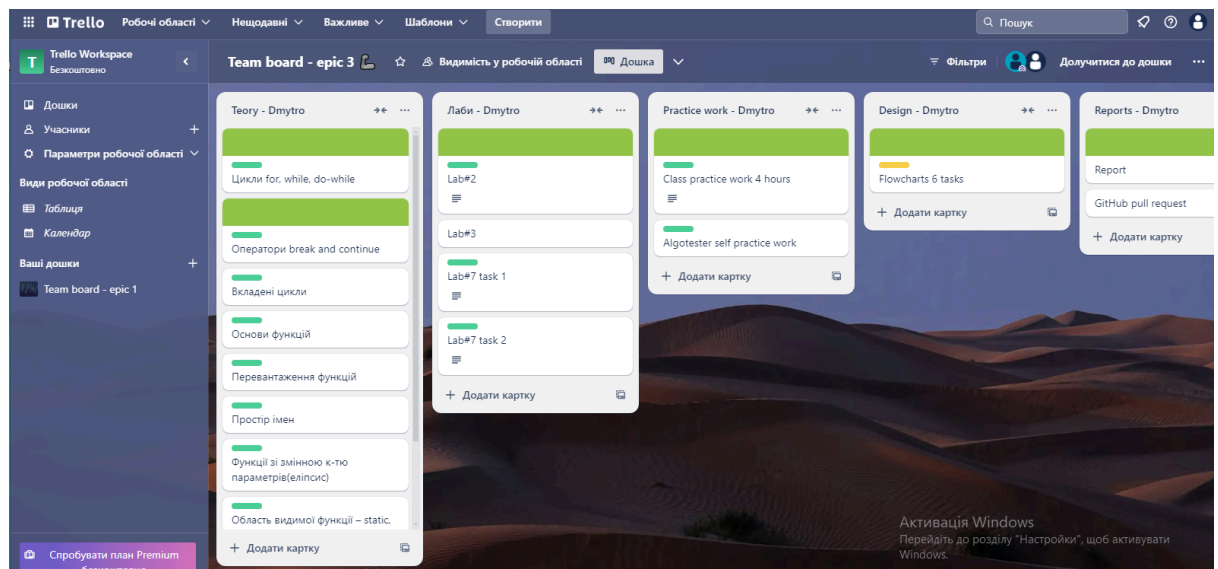 Trello
Робочі області
Нещодавні
Важливе
Шаблони
Створити
Пошук
T
Trello Workspace
Безкоштовно
Team board - epic 3
Видимість у робочій області
Дошка
Фільтри
Долучитися до дошки
Дошки
Учасники
Параметри робочої області
Види робочої області
Таблиця
Календар
Ваші дошки
Team board - epic 1
Спробувати план Premium
Teory - Dmytro
Цикли for, while, do-while
Оператори break and continue
Вкладені цикли
Основи функцій
Перевантаження функцій
Простір імен
Функції зі змінною к-тю
параметрів(еліпсис)
Область видимої функції – static,
+ Додати картку
Лаби - Dmytro
Lab#2
Lab#3
Lab#7 task 1
Lab#7 task 2
+ Додати картку
Practice work - Dmytro
Class practice work 4 hours
Algotester self practice work
+ Додати картку
Design - Dmytro
Flowcharts 6 tasks
+ Додати картку
Reports - Dmytro
Report
GitHub pull request
+ Додати картку
Активація Windows
Перейдіть до розділу "Настройки", щоб активувати
Windows.